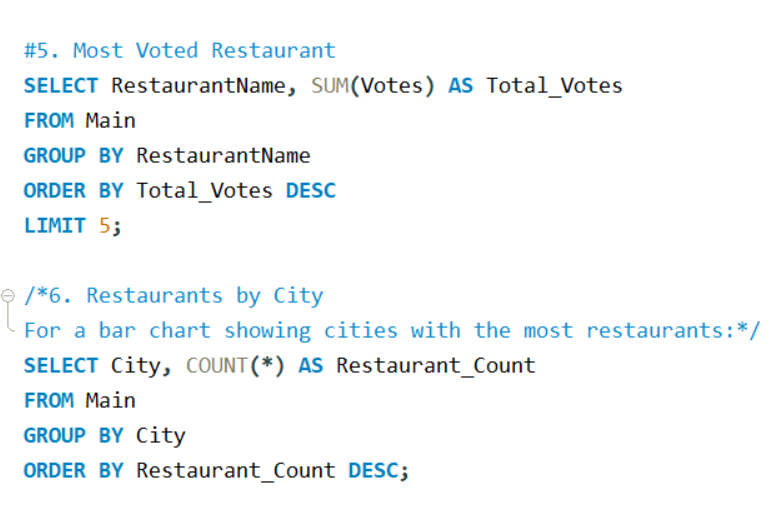 #5. Most Voted Restaurant
SELECT RestaurantName, SUM(Votes) AS Total_Votes
FROM Main
GROUP BY RestaurantName
ORDER BY Total_Votes DESC
LIMIT 5;
/*6. Restaurants by City
For a bar chart showing cities with the most restaurants:*/
SELECT City, COUNT(*) AS Restaurant_Count
FROM Main
GROUP BY City
ORDER BY Restaurant_Count DESC;